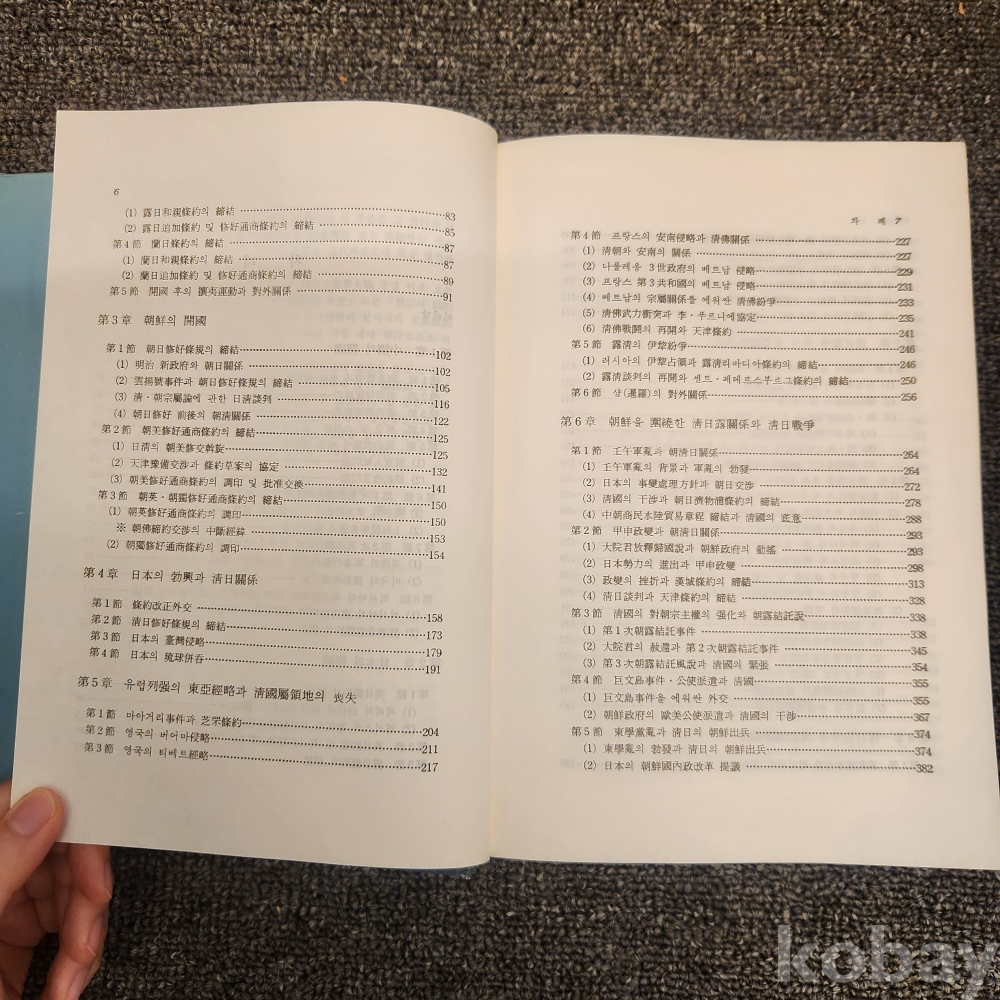 6
(1) 露日和親條約의 締結 ……83
(2) 露日追加條約 및 修好通商條約의 締結 ……85
第4節 蘭日條約의 締結 ……87
(1) 蘭日和親條約의 締結 ……87
(2) 蘭日追加條約 및 修好通商條約의 締結 ……89
第5節 開國 후의 攘夷運動과 對外關係 ……91
第3章 朝鮮의 開國
第1節 朝日修好條規의 締結 ……102
(1) 明治 新政府와 朝日關係 ……102
(2) 雲揚號事件과 朝日修好條規의 締結 ……106
(3) 清·朝宗屬論에 관한 日清談判 ……116
(4) 朝日修好 前後의 朝清關係 ……122
第2節 朝美修好通商條約의 締結 ……125
(1) 日清의 朝美修交斡旋 ……125
(2) 天津豫備交涉과 條約草案의 協定 ……132
(3) 朝美修好通商條約의 調印 및 批准交換 ……141
第3節 朝英·朝獨修好通商條約의 締結 ……150
(1) 朝英修好通商條約의 調印 ……150
※ 朝佛締約交涉의 中斷經緯 ……153
(2) 朝獨修好通商條約의 調印 ……154
第4章 日本의 勃興과 清日關係
第1節 條約改正外交 ……158
第2節 清日修好條規의 締結 ……173
第3節 日本의 臺灣侵略 ……179
第4節 日本의 琉球倂吞 ……191
第5章 유럽列强의 東亞經略과 清國屬領地의 喪失
第1節 마아거리事件과 芝罘條約 ……204
第2節 영국의 버어마侵略 ……211
第3節 영국의 티베트經略 ……217
차 례 7
第4節 프랑스의 安南侵略과 清佛關係 ……227
(1) 清朝와 安南의 關係 ……227
(2) 나폴레옹 3世政府의 베트남 侵略 ……229
(3) 프랑스 第3共和國의 베트남 侵略 ……231
(4) 베트남의 宗屬關係를 에워싼 清佛紛爭 ……233
(5) 清佛武力衝突과 李·푸르니에協定 ……235
(6) 清佛戰鬪의 再開와 天津條約 ……241
第5節 露清의 伊犂紛爭 ……246
(1) 러시아의 伊犂占領과 露清리바디아條約의 締結 ……246
(2) 露清談判의 再開와 센트·페테르스부르그條約의 締結 ……250
第6節 샴(暹羅)의 對外關係 ……256
第6章 朝鮮을 圍繞한 清日露關係와 清日戰爭
第1節 壬午軍亂과 朝清日關係 ……264
(1) 壬午軍亂의 背景과 軍亂의 勃發 ……264
(2) 日本의 事變處理方針과 朝日交涉 ……272
(3) 清國의 干涉과 朝日濟物浦條約의 締結 ……278
(4) 中朝商民水陸貿易章程 締結과 清國의 底意 ……288
第2節 甲申政變과 朝清日關係 ……293
(1) 大院君放釋歸國說과 朝鮮政府의 動搖 ……293
(2) 日本勢力의 進出과 甲申政變 ……298
(3) 政變의 挫折과 漢城條約의 締結 ……313
(4) 清日談判과 天津條約의 締結 ……328
第3節 清國의 對朝宗主權의 强化와 朝露結託說 ……338
(1) 第1次朝露結託事件 ……338
(2) 大院君의 赦還과 第2次朝露結託事件 ……345
(3) 第3次朝露結託風說과 清國의 緊張 ……354
第4節 巨文島事件·公使派遣과 清國 ……355
(1) 巨文島事件을 에워싼 外交 ……355
(2) 朝鮮政府의 歐美公使派遣과 清國의 干涉 ……367
第5節 東學黨亂과 清日의 朝鮮出兵 ……374
(1) 東學亂의 勃發과 清日의 朝鮮出兵 ……374
(2) 日本의 朝鮮國內政改革 提議 ……382
kobay